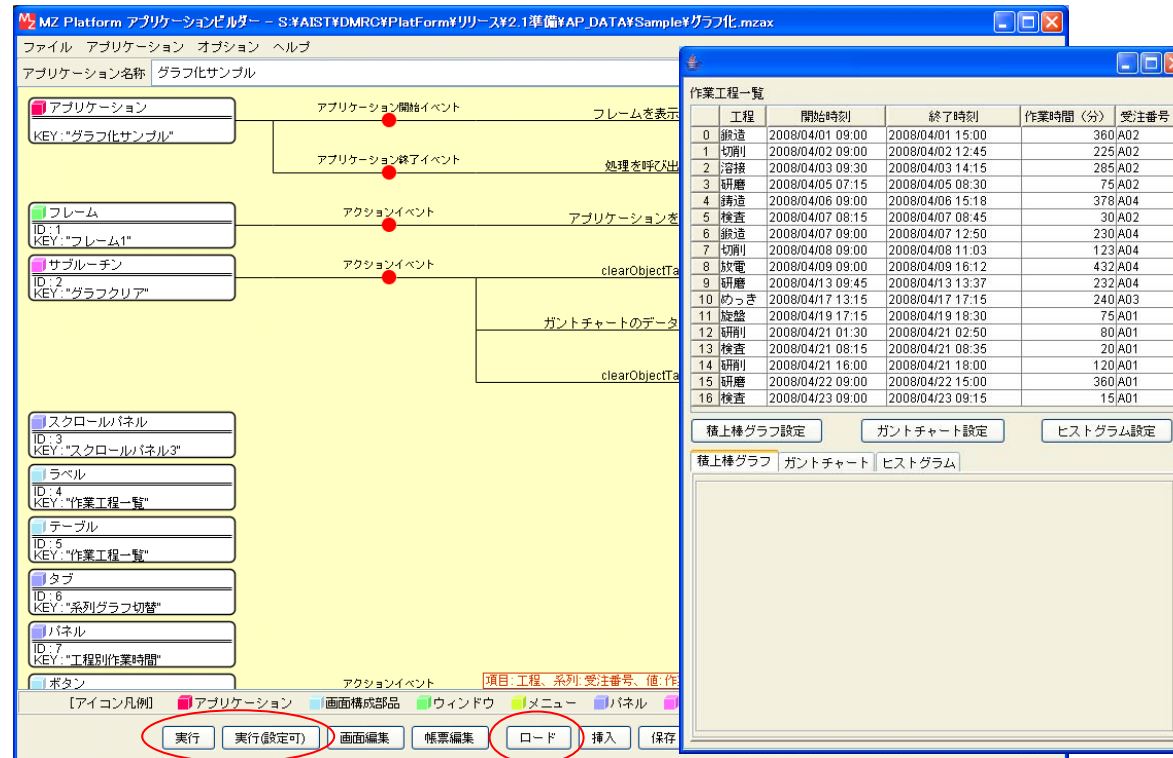 MZ Platform アプリケーションビルダー − S:¥AIST¥DMRC¥PlatForm¥リリース¥2.1準備¥AP_DATA¥Sample¥グラフ化.mzax
ファイル アプリケーション オプション ヘルプ
アプリケーション名称 グラフ化サンプル
アプリケーション
KEY:"グラフ化サンプル"
アプリケーション開始イベント
フレームを表示
アプリケーション終了イベント
処理を呼び出
フレーム
ID:1
KEY:"フレーム1"
アクションイベント
アプリケーションを
サブルーチン
ID:2
KEY:"グラフクリア"
アクションイベント
clearObjectTa
ガントチャートのデータ
clearObjectTa
スクロールパネル
ID:3
KEY:"スクロールパネル3"
ラベル
ID:4
KEY:"作業工程一覧"
テーブル
ID:5
KEY:"作業工程一覧"
タブ
ID:6
KEY:"系列グラフ切替"
パネル
ID:7
KEY:"工程別作業時間"
ボタン
アクションイベント
項目:工程、系列:受注番号、値:作
[アイコン凡例] アプリケーション 画面構成部品 ウィンドウ メニュー パネル
実行 実行(設定可) 画面編集 帳票編集 ロード 挿入 保存
作業工程一覧
工程 開始時刻 終了時刻 作業時間(分) 受注番号
0 鍛造 2008/04/01 09:00 2008/04/01 15:00 360 A02
1 切削 2008/04/02 09:00 2008/04/02 12:45 225 A02
2 溶接 2008/04/03 09:30 2008/04/03 14:15 285 A02
3 研磨 2008/04/05 07:15 2008/04/05 08:30 75 A02
4 鋳造 2008/04/06 09:00 2008/04/06 15:18 378 A04
5 検査 2008/04/07 08:15 2008/04/07 08:45 30 A02
6 鍛造 2008/04/07 09:00 2008/04/07 12:50 230 A04
7 切削 2008/04/08 09:00 2008/04/08 11:03 123 A04
8 放電 2008/04/09 09:00 2008/04/09 16:12 432 A04
9 研磨 2008/04/13 09:45 2008/04/13 13:37 232 A04
10 めっき 2008/04/17 13:15 2008/04/17 17:15 240 A03
11 旋盤 2008/04/19 17:15 2008/04/19 18:30 75 A01
12 研削 2008/04/21 01:30 2008/04/21 02:50 80 A01
13 検査 2008/04/21 08:15 2008/04/21 08:35 20 A01
14 研削 2008/04/21 16:00 2008/04/21 18:00 120 A01
15 研磨 2008/04/22 09:00 2008/04/22 15:00 360 A01
16 検査 2008/04/23 09:00 2008/04/23 09:15 15 A01
積上棒グラフ設定 ガントチャート設定 ヒストグラム設定
積上棒グラフ ガントチャート ヒストグラム